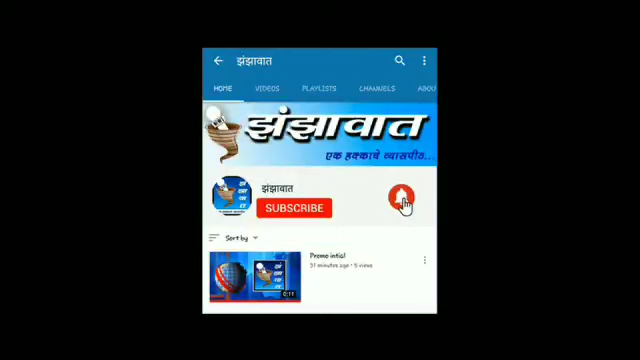 झंझावात
HOME VIDEOS PLAYLISTS CHANNELS ABOU
झंझावात
एक हक्काचे व्यासपीठ...
झंझावात
SUBSCRIBE
Sort by
Promo intial
31 minutes ago • 5 views
0:11